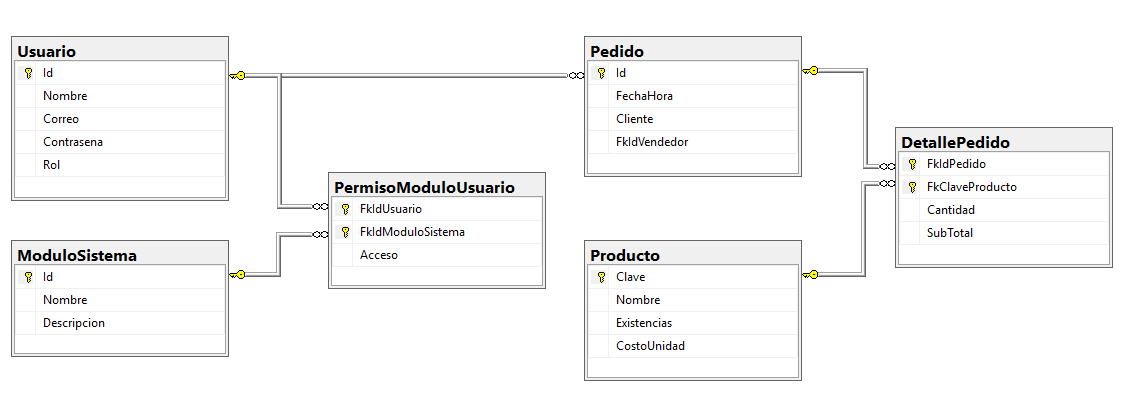 Usuario
Id
Nombre
Correo
Contrasena
Rol
ModuloSistema
Id
Nombre
Descripcion
PermisoModuloUsuario
FkIdUsuario
FkIdModuloSistema
Acceso
Pedido
Id
FechaHora
Cliente
FkIdVendedor
Producto
Clave
Nombre
Existencias
CostoUnidad
DetallePedido
FkIdPedido
FkClaveProducto
Cantidad
SubTotal